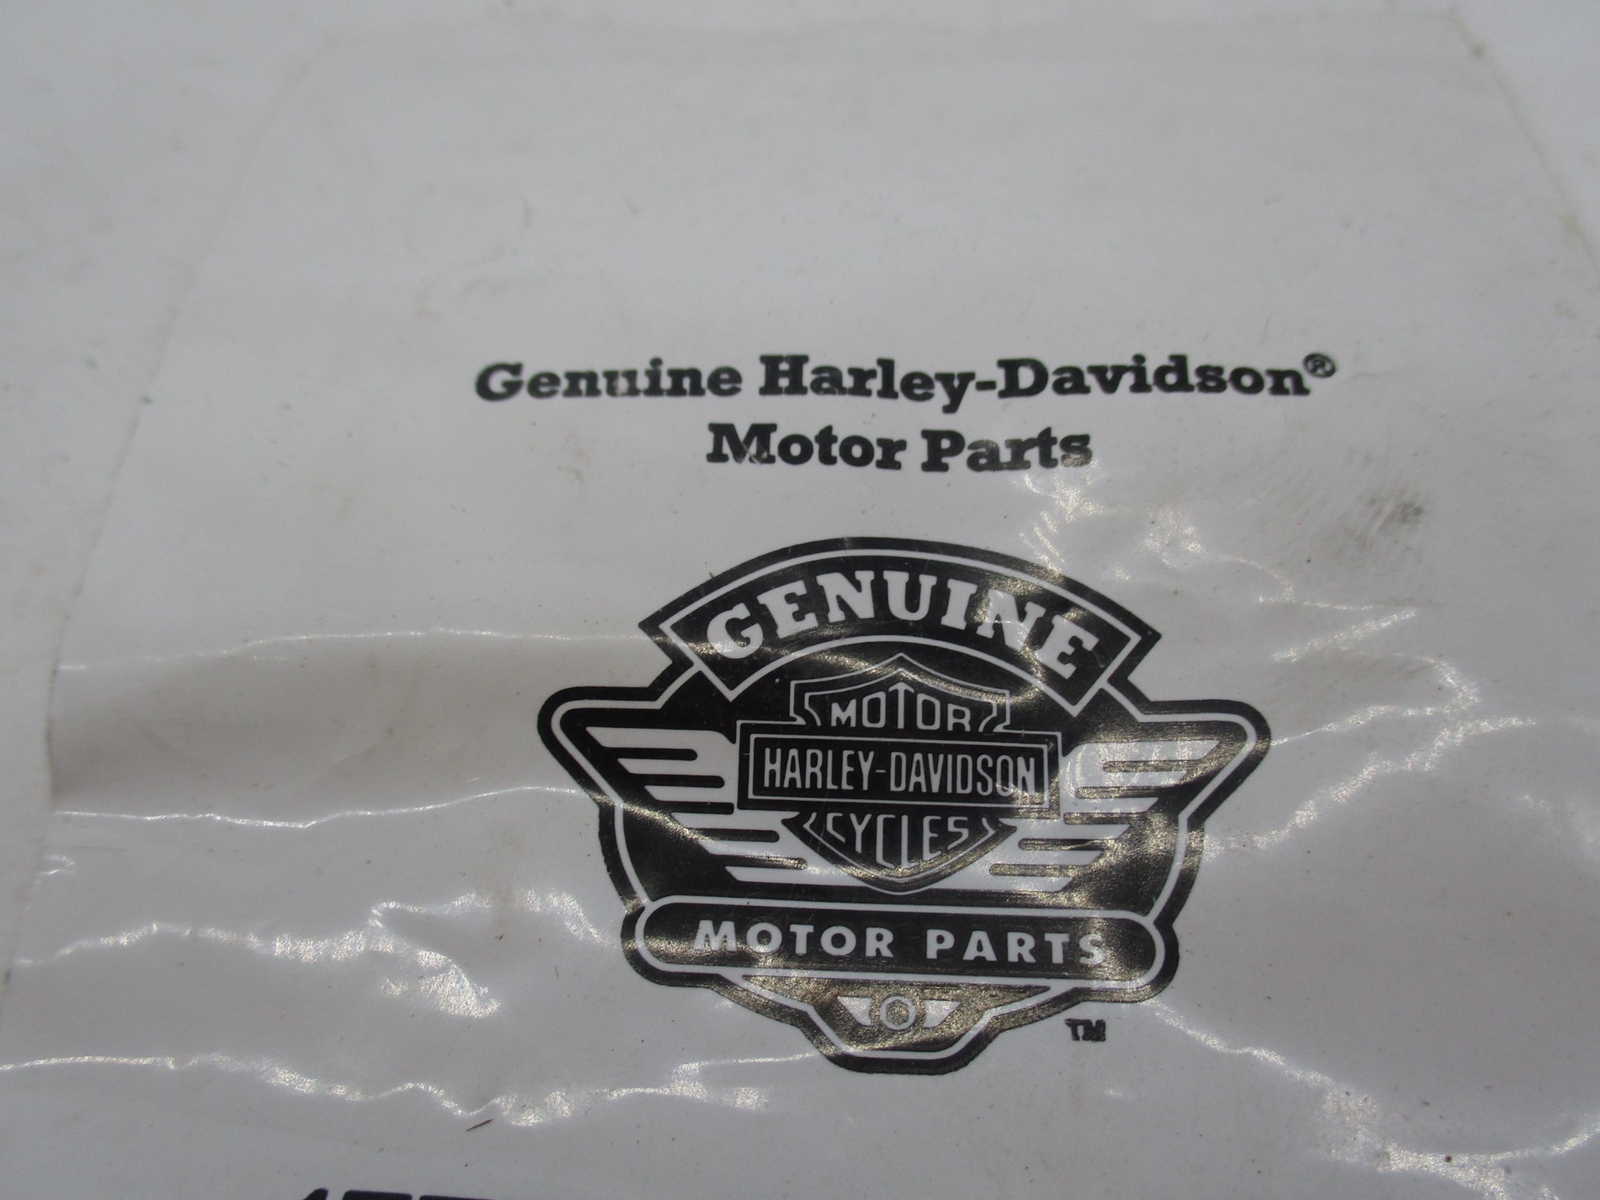 Genuine Harley-Davidson®
Motor Parts
GENUINE
MOTOR
HARLEY-DAVIDSON
CYCLES
MOTOR PARTS
TM